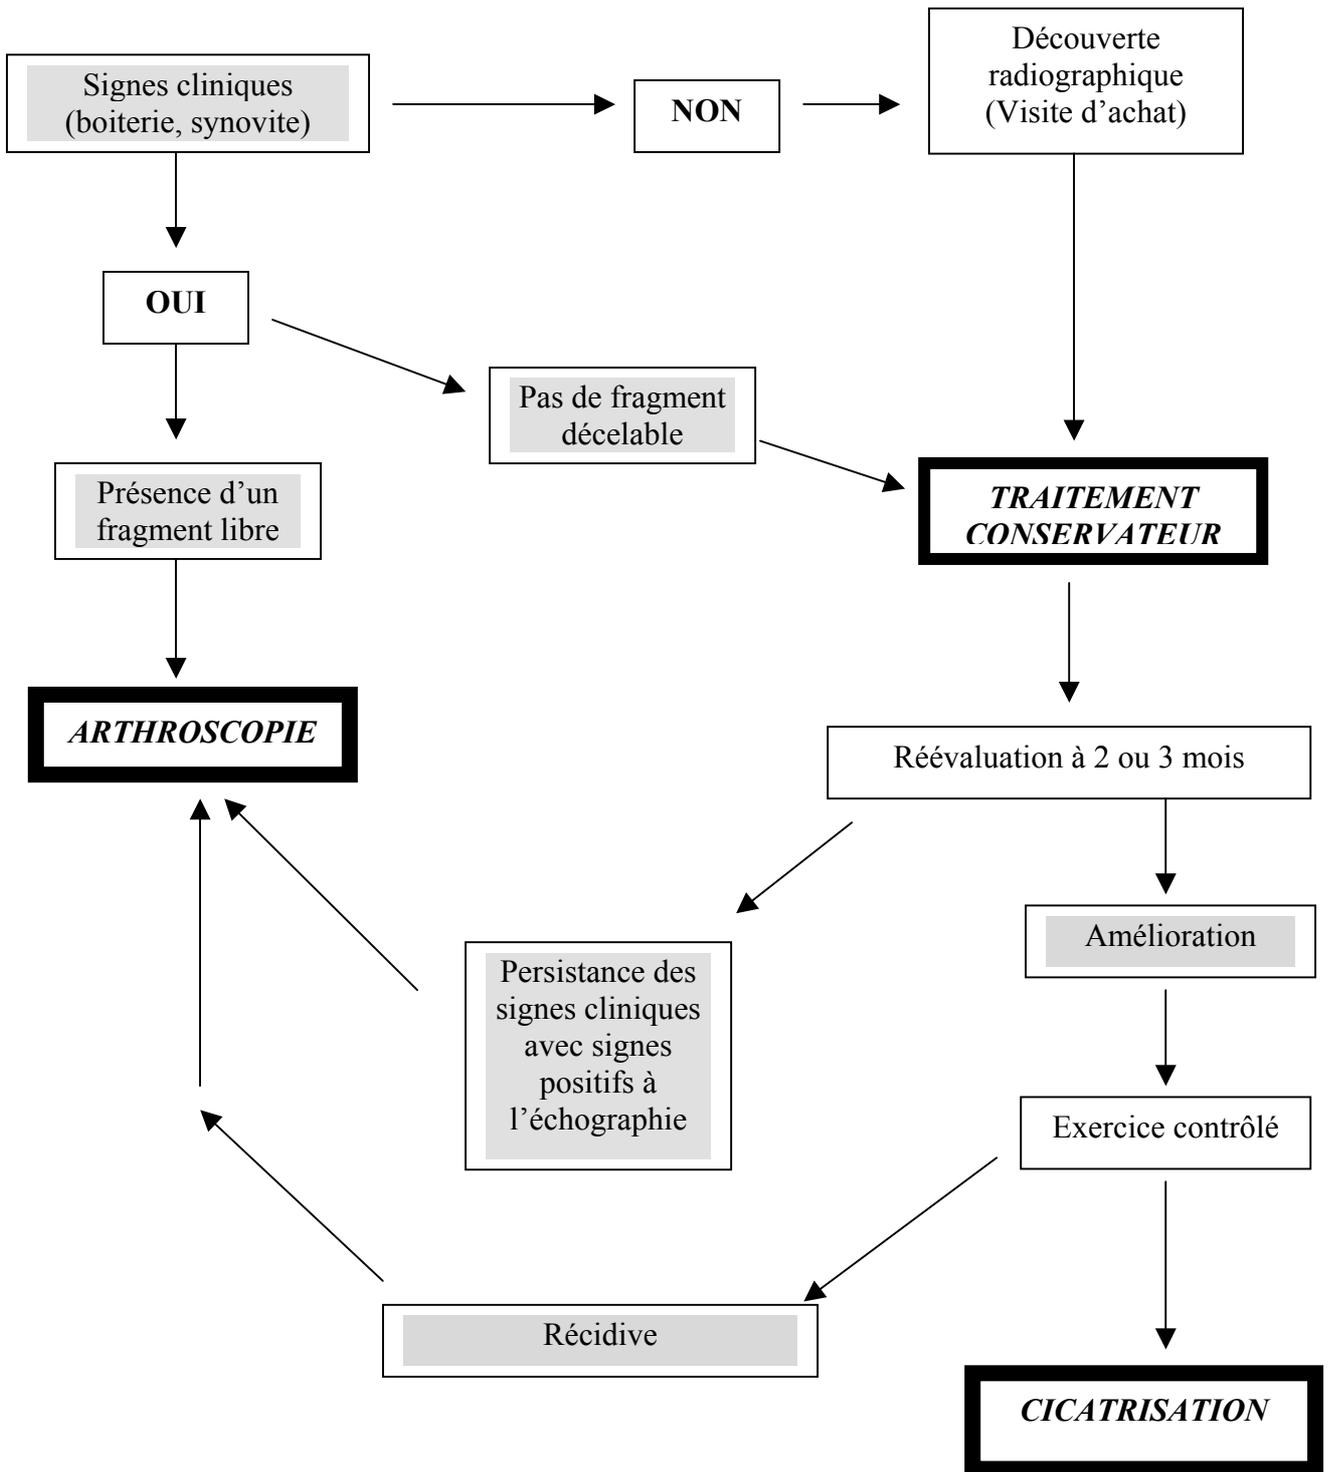 Signes cliniques
(boiterie, synovite)
NON
Découverte
radiographique
(Visite d’achat)
OUI
Pas de fragment
décelable
Présence d’un
fragment libre
TRAITEMENT
CONSERVATEUR
ARTHROSCOPIE
Réévaluation à 2 ou 3 mois
Amélioration
Persistance des
signes cliniques
avec signes
positifs à
l’échographie
Exercice contrôlé
Récidive
CICATRISATION